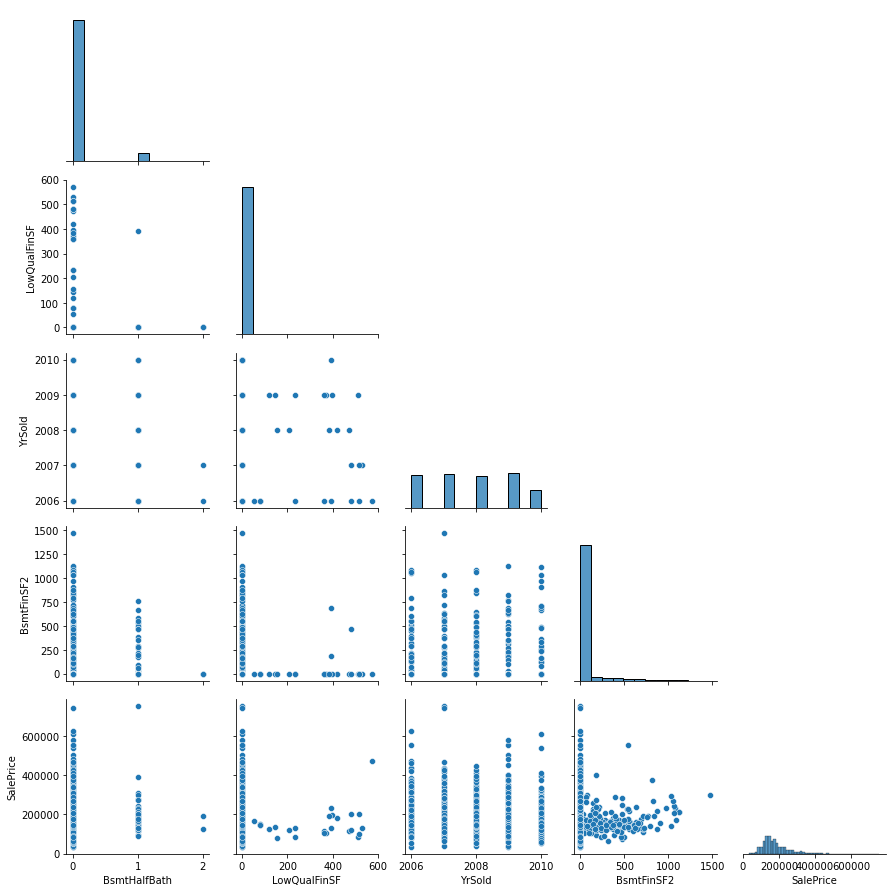 600
500
400
300
200
100
0
LowQualFinSF
2010
2009
2008
2007
2006
YrSold
1500
1250
1000
750
500
250
0
BsmtFinSF2
600000
400000
200000
0
SalePrice
0 1 2
BsmtHalfBath
0 200 400 600
LowQualFinSF
2006 2008 2010
YrSold
0 500 1000 1500
BsmtFinSF2
0 200000 400000 600000
SalePrice